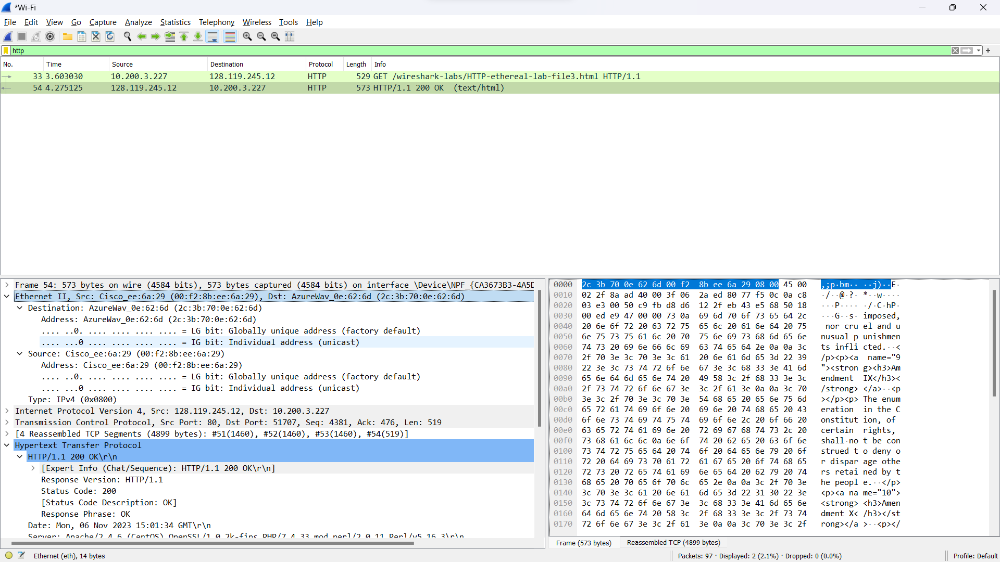 *Wi-Fi
File Edit View Go Capture Analyze Statistics Telephony Wireless Tools Help
http
No. Time Source Destination Protocol Length Info
33 3.603030 10.200.3.227 128.119.245.12 HTTP 529 GET /wireshark-labs/HTTP-ethereal-lab-file3.html HTTP/1.1
54 4.275125 128.119.245.12 10.200.3.227 HTTP 573 HTTP/1.1 200 OK (text/html)
Frame 54: 573 bytes on wire (4584 bits), 573 bytes captured (4584 bits) on interface \Device\NPF_{CA3673B3-4A5D
Ethernet II, Src: Cisco_ee:6a:29 (00:f2:8b:ee:6a:29), Dst: AzureWav_0e:62:6d (2c:3b:70:0e:62:6d)
Destination: AzureWav_0e:62:6d (2c:3b:70:0e:62:6d)
Address: AzureWav_0e:62:6d (2c:3b:70:0e:62:6d)
.... ..0. .... .... .... .... = LG bit: Globally unique address (factory default)
.... ...0 .... .... .... .... = IG bit: Individual address (unicast)
Source: Cisco_ee:6a:29 (00:f2:8b:ee:6a:29)
Address: Cisco_ee:6a:29 (00:f2:8b:ee:6a:29)
.... ..0. .... .... .... .... = LG bit: Globally unique address (factory default)
.... ...0 .... .... .... .... = IG bit: Individual address (unicast)
Type: IPv4 (0x0800)
Internet Protocol Version 4, Src: 128.119.245.12, Dst: 10.200.3.227
Transmission Control Protocol, Src Port: 80, Dst Port: 51707, Seq: 4381, Ack: 476, Len: 519
[4 Reassembled TCP Segments (4899 bytes): #51(1460), #52(1460), #53(1460), #54(519)]
Hypertext Transfer Protocol
HTTP/1.1 200 OK\r\n
[Expert Info (Chat/Sequence): HTTP/1.1 200 OK\r\n]
Response Version: HTTP/1.1
Status Code: 200
[Status Code Description: OK]
Response Phrase: OK
Date: Mon, 06 Nov 2023 15:01:34 GMT\r\n
Server: Apache/2.4.6 (CentOS) OpenSSL/1.0.2k-fips PHP/7.4.33 mod_perl/2.0.11 Perl/v5.16.3\r\n
0000 2c 3b 70 0e 62 6d 00 f2 8b ee 6a 29 08 00 45 00 ,;p·bm·· ··j)··E·
0010 02 2f 8a ad 40 00 3f 06 2a ed 80 77 f5 0c 0a c8 ·/··@·?· *··w····
0020 03 e3 00 50 c9 fb d8 d6 12 2f eb 43 e5 68 50 18 ···P···· ·/·C·hP·
0030 00 ed e9 47 00 00 73 0a 69 6d 70 6f 73 65 64 2c ···G··s· imposed,
0040 20 6e 6f 72 20 63 72 75 65 6c 20 61 6e 64 20 75 nor cru el and u
0050 6e 75 73 75 61 6c 20 70 75 6e 69 73 68 6d 65 6e nusual p unishmen
0060 74 73 20 69 6e 66 6c 69 63 74 65 64 2e 0a 0a 3c ts infli cted.··<
0070 2f 70 3e 3c 70 3e 3c 61 20 6e 61 6d 65 3d 22 39 /p><p><a name="9
0080 22 3e 3c 73 74 72 6f 6e 67 3e 3c 68 33 3e 41 6d "><stron g><h3>Am
0090 65 6e 64 6d 65 6e 74 20 49 58 3c 2f 68 33 3e 3c endment IX</h3><
00a0 2f 73 74 72 6f 6e 67 3e 3c 2f 61 3e 0a 0a 3c 70 /strong> </a>··<p
00b0 3e 3c 2f 70 3e 3c 70 3e 54 68 65 20 65 6e 75 6d ></p><p> The enum
00c0 65 72 61 74 69 6f 6e 20 69 6e 20 74 68 65 20 43 eration in the C
00d0 6f 6e 73 74 69 74 75 74 69 6f 6e 2c 20 6f 66 20 onstitut ion, of
00e0 63 65 72 74 61 69 6e 20 72 69 67 68 74 73 2c 20 certain rights,
00f0 73 68 61 6c 6c 0a 6e 6f 74 20 62 65 20 63 6f 6e shall·no t be con
0100 73 74 72 75 65 64 20 74 6f 20 64 65 6e 79 20 6f strued t o deny o
0110 72 20 64 69 73 70 61 72 61 67 65 20 6f 74 68 65 r dispar age othe
0120 72 73 20 72 65 74 61 69 6e 65 64 20 62 79 20 74 rs retai ned by t
0130 68 65 20 70 65 6f 70 6c 65 2e 0a 0a 3c 2f 70 3e he peopl e.··</p>
0140 3c 70 3e 3c 61 20 6e 61 6d 65 3d 22 31 30 22 3e <p><a na me="10">
0150 3c 73 74 72 6f 6e 67 3e 3c 68 33 3e 41 6d 65 6e <strong> <h3>Amen
0160 64 6d 65 6e 74 20 58 3c 2f 68 33 3e 3c 2f 73 74 dment X< /h3></st
0170 72 6f 6e 67 3e 3c 2f 61 3e 0a 0a 3c 70 3e 3c 2f rong></a >··<p></
Frame (573 bytes) Reassembled TCP (4899 bytes)
Ethernet (eth), 14 bytes
Packets: 97 · Displayed: 2 (2.1%) · Dropped: 0 (0.0%)
Profile: Default